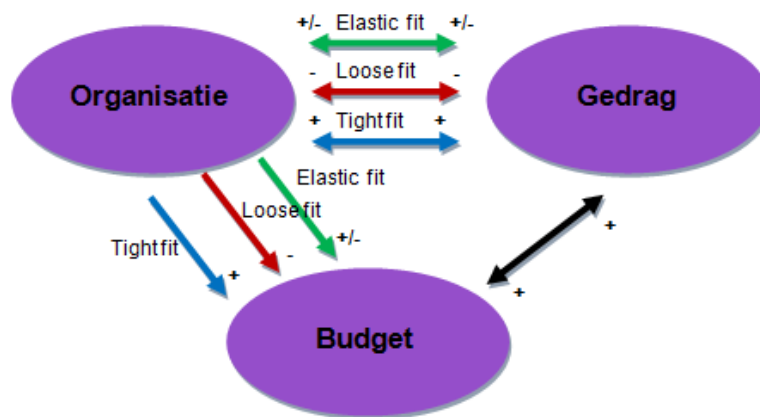 +/- Elastic fit +/-
- Loose fit -
+ Tight fit +
Organisatie
Gedrag
Elastic fit
Loose fit
Tight fit
+
-
+/-
+
+
Budget